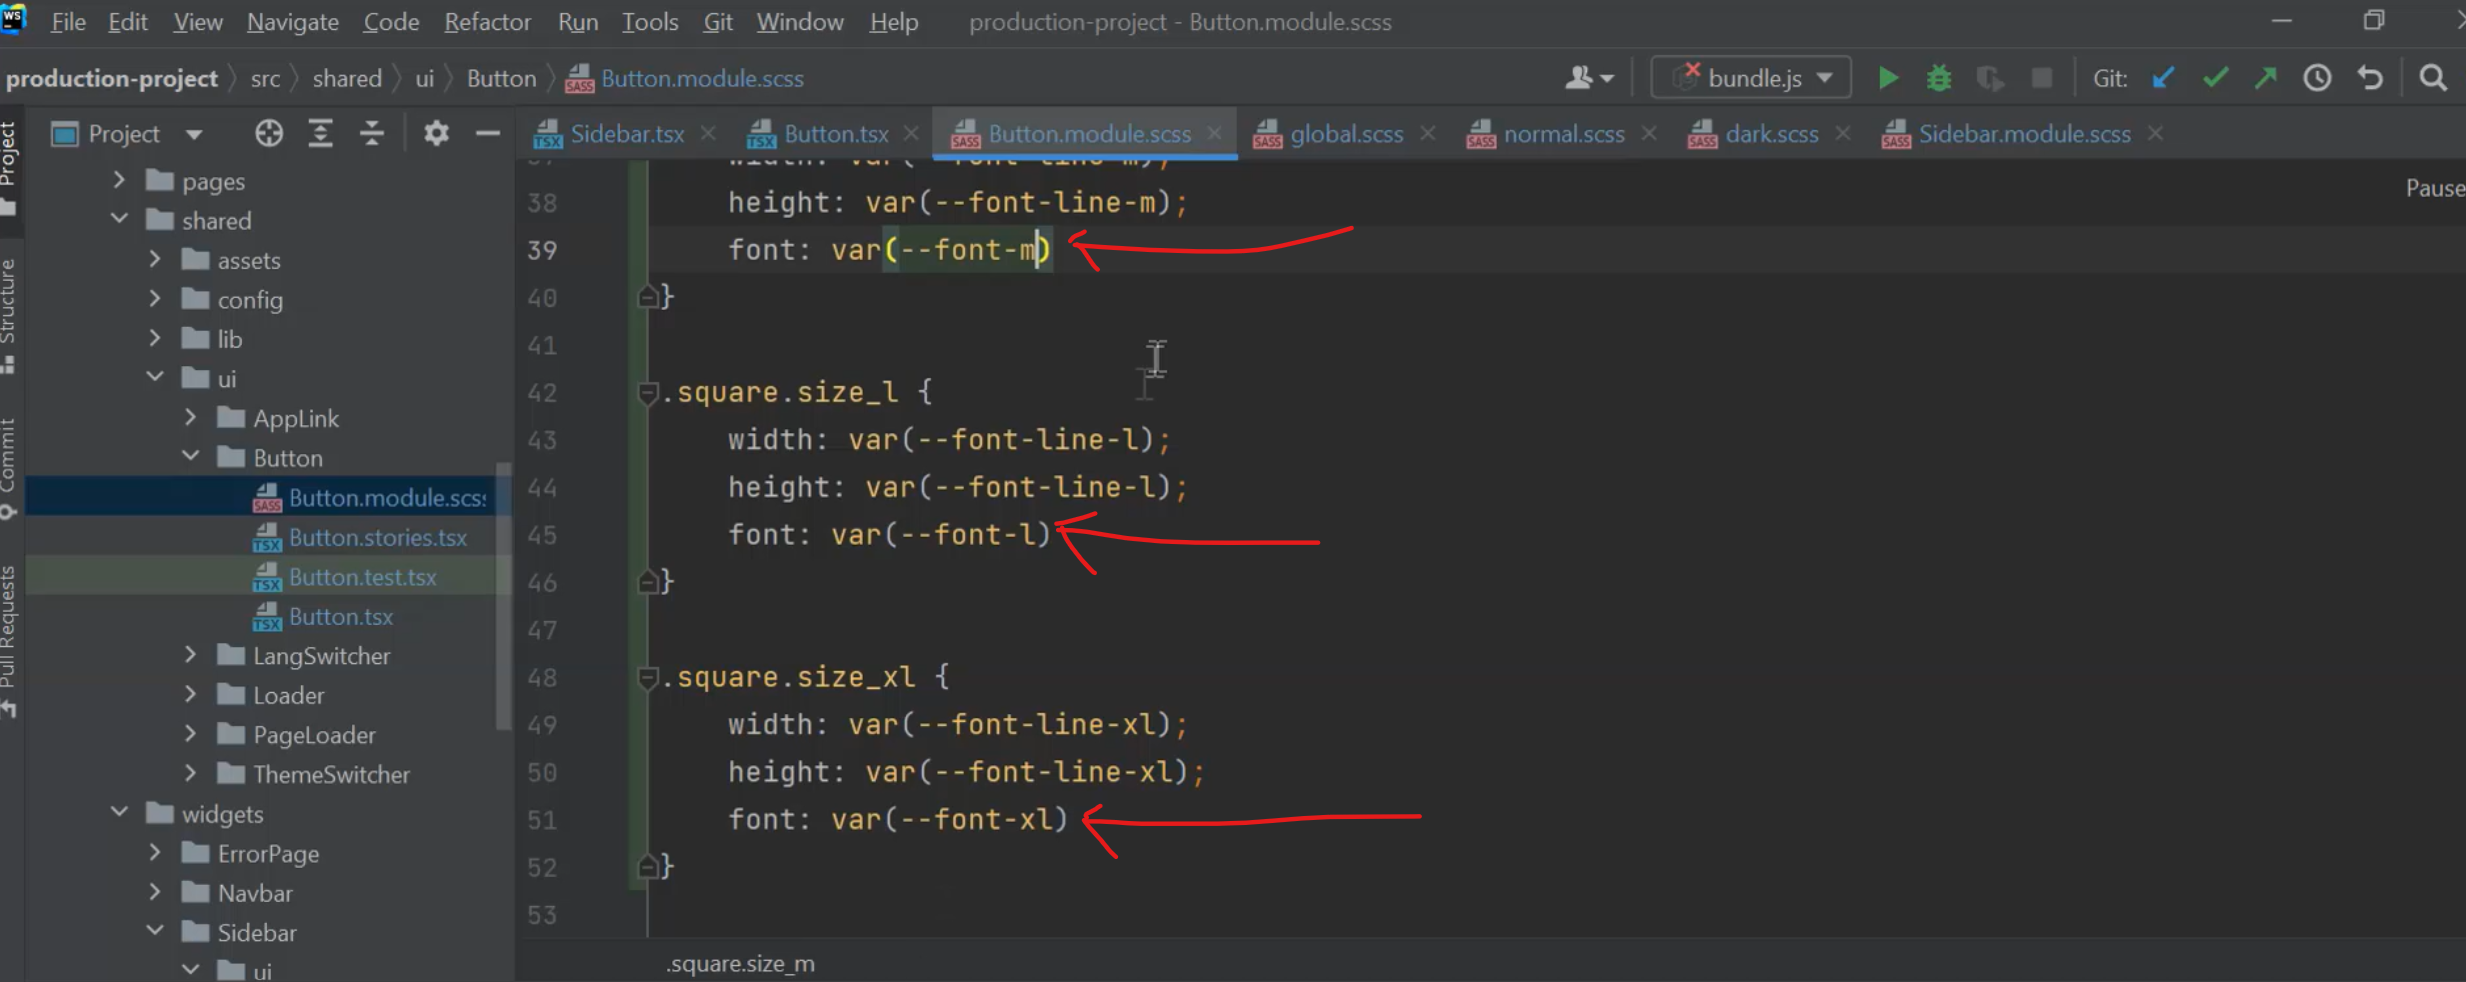 WS File Edit View Navigate Code Refactor Run Tools Git Window Help production-project - Button.module.scss
production-project src shared ui Button Button.module.scss bundle.js Git:
Project Sidebar.tsx Button.tsx Button.module.scss global.scss normal.scss dark.scss Sidebar.module.scss
Project
Structure
Commit
Pull Requests
pages
shared
assets
config
lib
ui
AppLink
Button
Button.module.scss
Button.stories.tsx
Button.test.tsx
Button.tsx
LangSwitcher
Loader
PageLoader
ThemeSwitcher
widgets
ErrorPage
Navbar
Sidebar
ui
Pause
37 width: var(--font-line-m);
38 height: var(--font-line-m);
39 font: var(--font-m)
40 }
41
42 .square.size_l {
43 width: var(--font-line-l);
44 height: var(--font-line-l);
45 font: var(--font-l)
46 }
47
48 .square.size_xl {
49 width: var(--font-line-xl);
50 height: var(--font-line-xl);
51 font: var(--font-xl)
52 }
53
.square.size_m